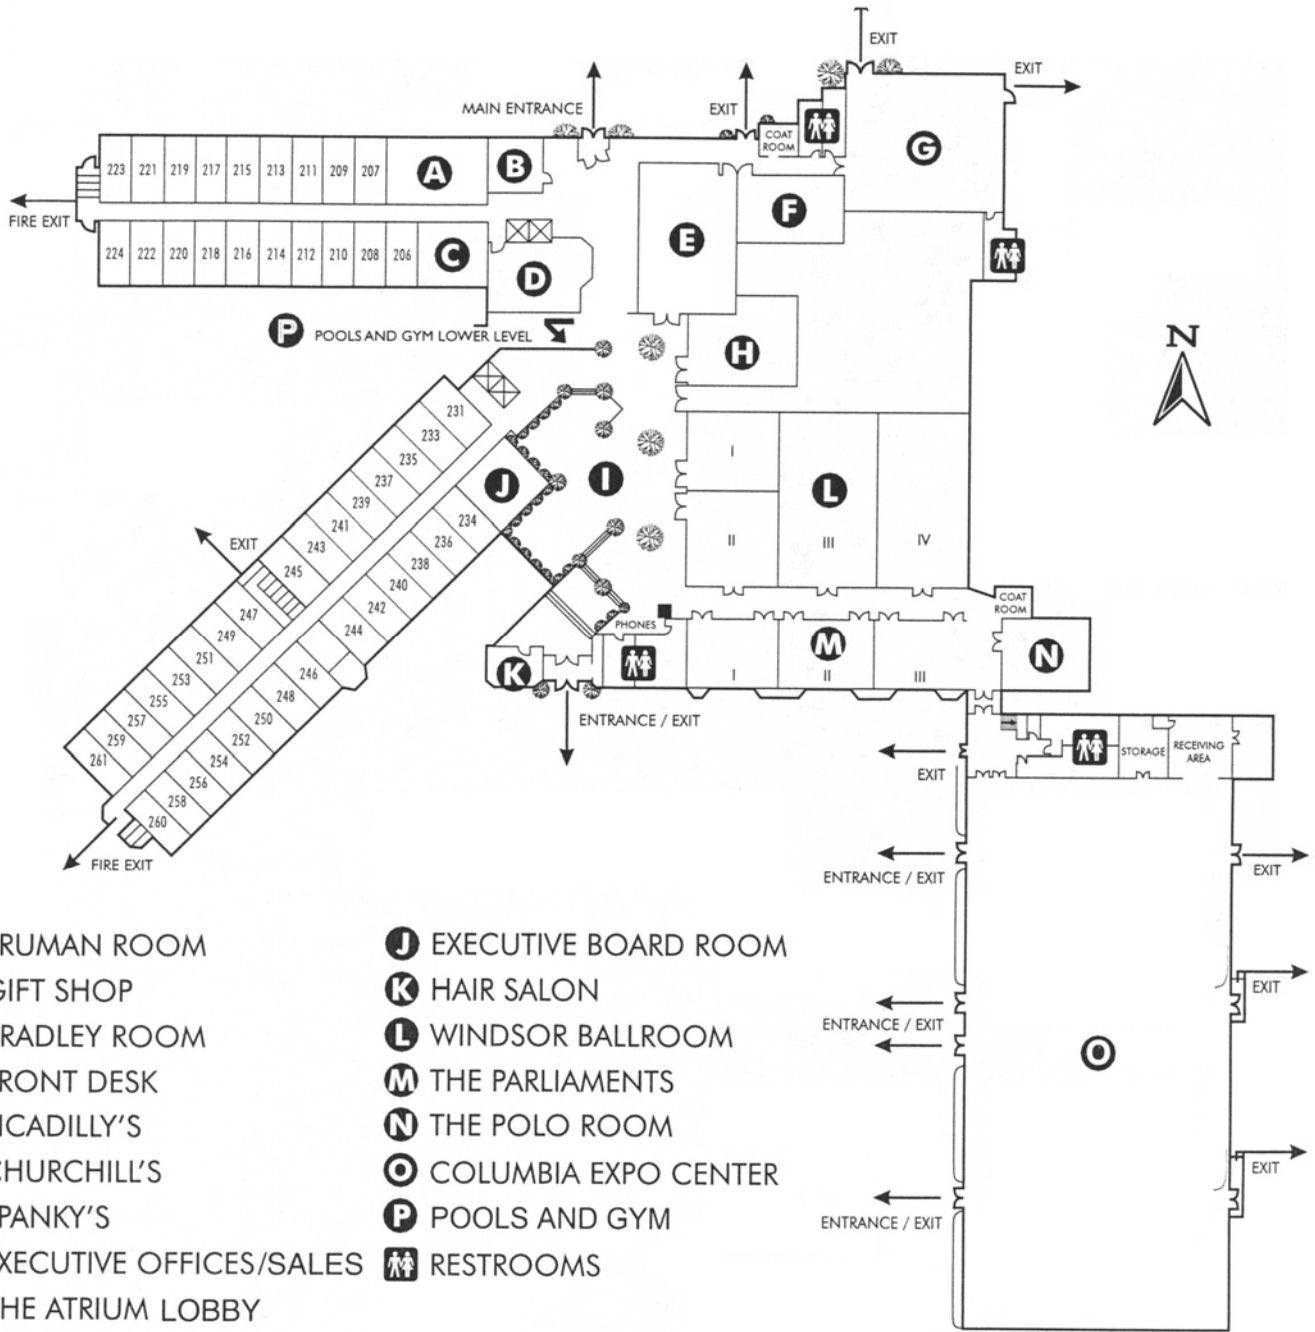 EXIT
EXIT
MAIN ENTRANCE
EXIT
COAT
ROOM
G
223 221 219 217 215 213 211 209 207 A B
F
FIRE EXIT
E
224 222 220 218 216 214 212 210 208 206 C D
P POOLS AND GYM LOWER LEVEL
N
H
231
233
235
237
239
241
243
245
EXIT
247
249
251
253
255
257
259
261
J
I
234
236
238
240
242
244
246
248
250
252
254
256
258
260
FIRE EXIT
I
L
II III IV
COAT
ROOM
PHONES
M
N
K
I II III
ENTRANCE / EXIT
STORAGE
RECEIVING
AREA
EXIT
ENTRANCE / EXIT
EXIT
EXIT
ENTRANCE / EXIT
O
EXIT
ENTRANCE / EXIT
RUMAN ROOM
GIFT SHOP
RADLEY ROOM
RONT DESK
ICADILLY'S
CHURCHILL'S
PANKY'S
XECUTIVE OFFICES/SALES
HE ATRIUM LOBBY
J EXECUTIVE BOARD ROOM
K HAIR SALON
L WINDSOR BALLROOM
M THE PARLIAMENTS
N THE POLO ROOM
O COLUMBIA EXPO CENTER
P POOLS AND GYM
RESTROOMS